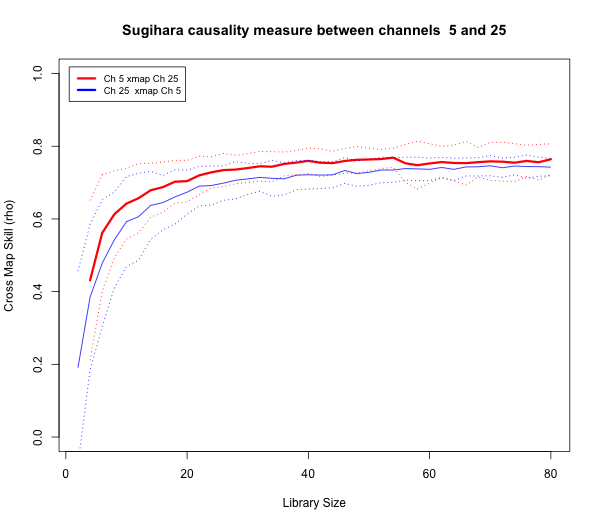 Sugihara causality measure between channels  5 and 25
Ch 5 xmap Ch 25
Ch 25  xmap Ch 5
Cross Map Skill (rho)
1.0
0.8
0.6
0.4
0.2
0.0
0 20 40 60 80
Library Size